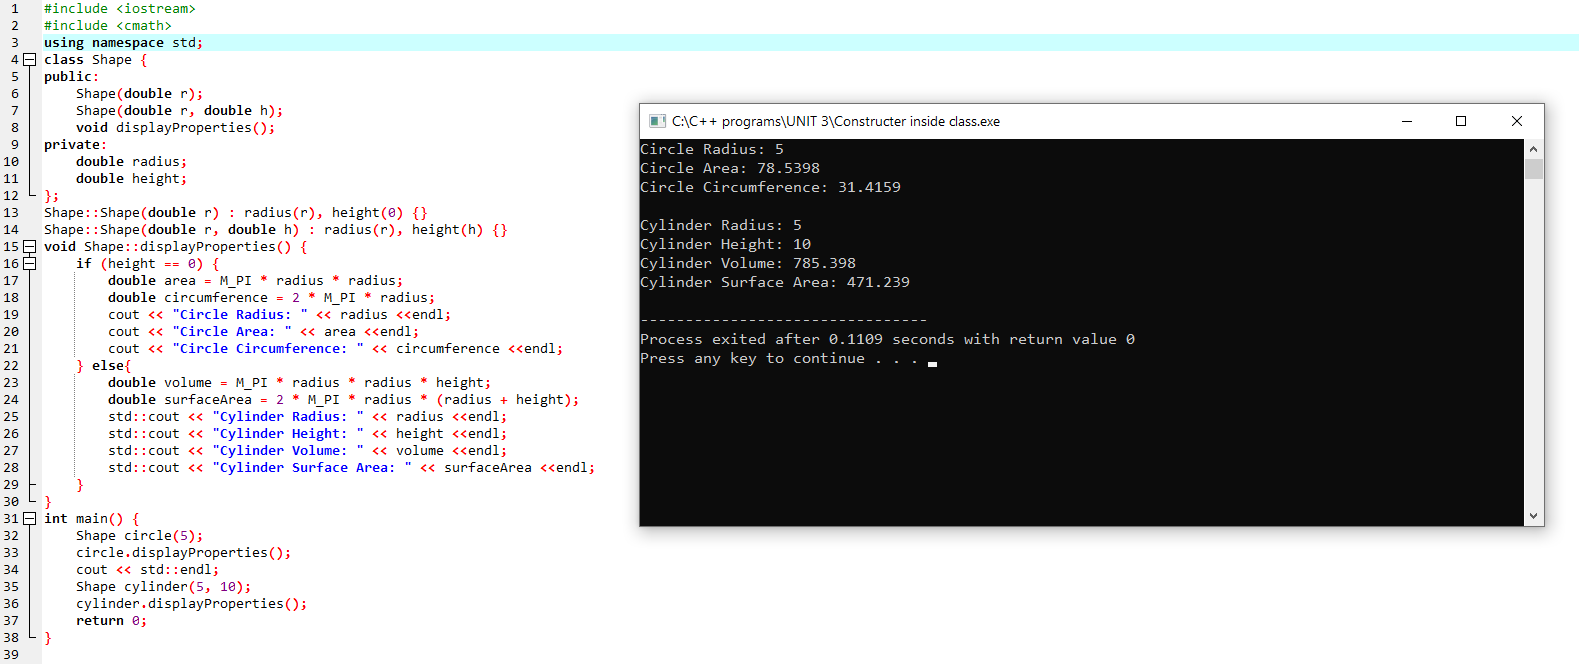 1 #include <iostream>
2 #include <cmath>
3 using namespace std;
4 class Shape {
5 public:
6 Shape(double r);
7 Shape(double r, double h);
8 void displayProperties();
9 private:
10 double radius;
11 double height;
12 };
13 Shape::Shape(double r) : radius(r), height(0) {}
14 Shape::Shape(double r, double h) : radius(r), height(h) {}
15 void Shape::displayProperties() {
16 if (height == 0) {
17 double area = M_PI * radius * radius;
18 double circumference = 2 * M_PI * radius;
19 cout << "Circle Radius: " << radius <<endl;
20 cout << "Circle Area: " << area <<endl;
21 cout << "Circle Circumference: " << circumference <<endl;
22 } else{
23 double volume = M_PI * radius * radius * height;
24 double surfaceArea = 2 * M_PI * radius * (radius + height);
25 std::cout << "Cylinder Radius: " << radius <<endl;
26 std::cout << "Cylinder Height: " << height <<endl;
27 std::cout << "Cylinder Volume: " << volume <<endl;
28 std::cout << "Cylinder Surface Area: " << surfaceArea <<endl;
29 }
30 }
31 int main() {
32 Shape circle(5);
33 circle.displayProperties();
34 cout << std::endl;
35 Shape cylinder(5, 10);
36 cylinder.displayProperties();
37 return 0;
38 }
39
C:\C++ programs\UNIT 3\Constructer inside class.exe
Circle Radius: 5
Circle Area: 78.5398
Circle Circumference: 31.4159
Cylinder Radius: 5
Cylinder Height: 10
Cylinder Volume: 785.398
Cylinder Surface Area: 471.239
--------------------------------
Process exited after 0.1109 seconds with return value 0
Press any key to continue . . .